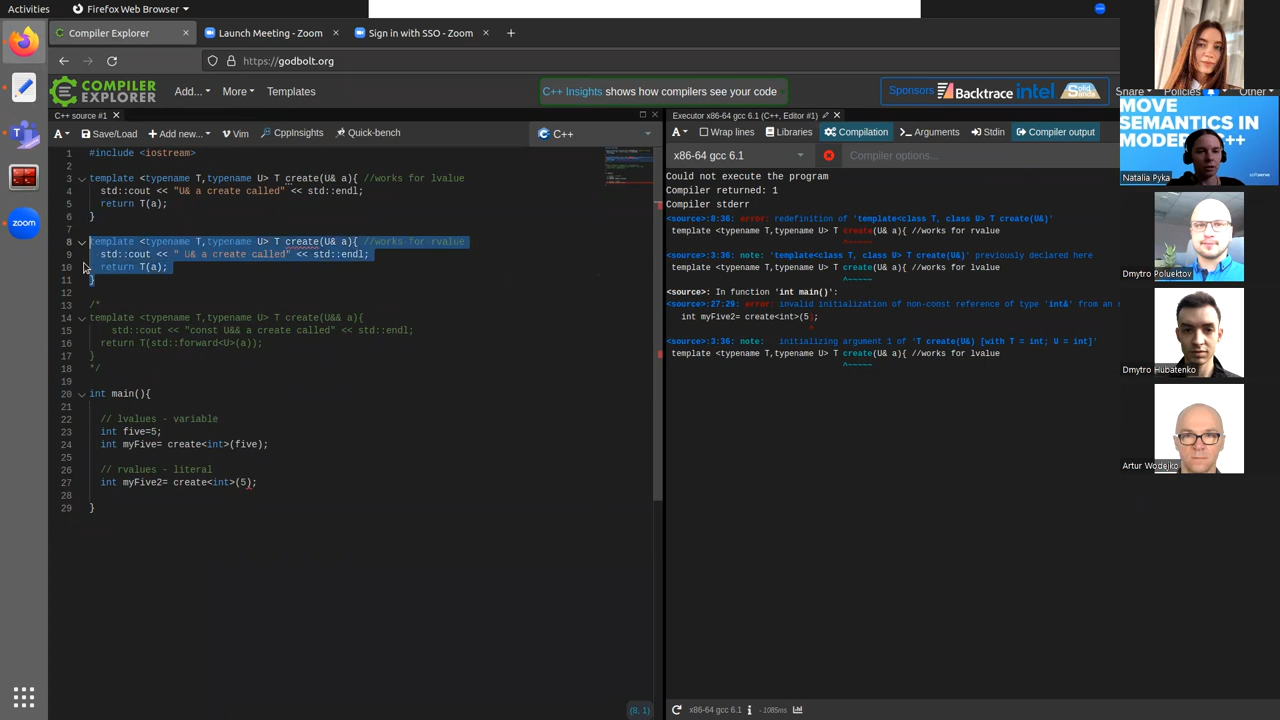 Activities
Firefox Web Browser
Compiler Explorer
Launch Meeting - Zoom
Sign in with SSO - Zoom
https://godbolt.org
COMPILER
EXPLORER
Add...
More
Templates
C++ Insights shows how compilers see your code
Sponsors
Backtrace
intel
Solid
Sands
Share
Policies
Other
C++ source #1
A
Save/Load
Add new...
Vim
CppInsights
Quick-bench
C++
1 #include <iostream>
2
3 template <typename T,typename U> T create(U& a){ //works for lvalue
4 std::cout << "U& a create called" << std::endl;
5 return T(a);
6 }
7
8 template <typename T,typename U> T create(U& a){ //works for rvalue
9 std::cout << " U& a create called" << std::endl;
10 return T(a);
11 }
12
13 /*
14 template <typename T,typename U> T create(U&& a){
15 std::cout << "const U&& a create called" << std::endl;
16 return T(std::forward<U>(a));
17 }
18 */
19
20 int main(){
21
22 // lvalues - variable
23 int five=5;
24 int myFive= create<int>(five);
25
26 // rvalues - literal
27 int myFive2= create<int>(5);
28
29 }
(8, 1)
Executor x86-64 gcc 6.1 (C++, Editor #1)
A
Wrap lines
Libraries
Compilation
Arguments
Stdin
Compiler output
x86-64 gcc 6.1
Compiler options...
Could not execute the program
Compiler returned: 1
Compiler stderr
<source>:8:36: error: redefinition of 'template<class T, class U> T create(U&)'
template <typename T,typename U> T create(U& a){ //works for rvalue
^~~~~~
<source>:3:36: note: 'template<class T, class U> T create(U&)' previously declared here
template <typename T,typename U> T create(U& a){ //works for lvalue
^~~~~~
<source>: In function 'int main()':
<source>:27:29: error: invalid initialization of non-const reference of type 'int&' from an
int myFive2= create<int>(5);
^
<source>:3:36: note: initializing argument 1 of 'T create(U&) [with T = int; U = int]'
template <typename T,typename U> T create(U& a){ //works for lvalue
^~~~~~
x86-64 gcc 6.1
- 1085ms
MOVE
SEMANTICS IN
MODER C++
softserve
Natalia Pyka
Dmytro Poluektov
Dmytro Hubatenko
Artur Wodejko
zoom